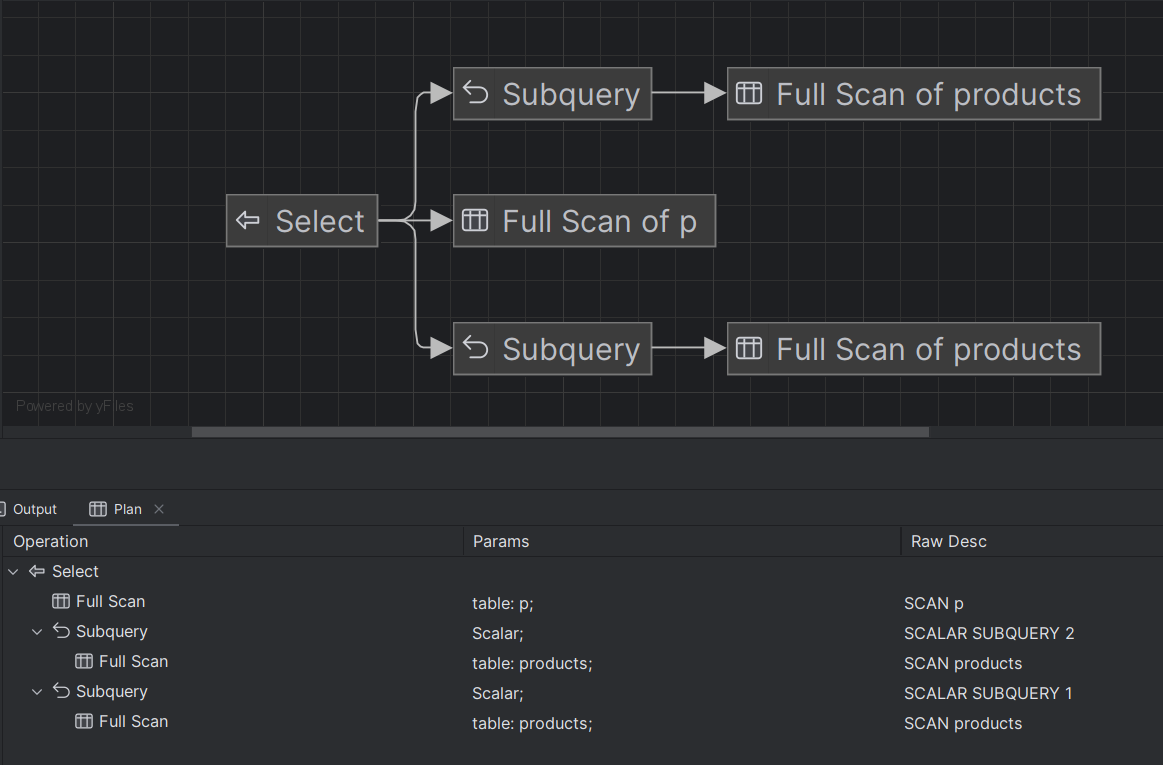 Subquery
Full Scan of products
Select
Full Scan of p
Subquery
Full Scan of products
Powered by yFiles
Output
Plan
Operation Params Raw Desc
Select
Full Scan table: p; SCAN p
Subquery Scalar; SCALAR SUBQUERY 2
Full Scan table: products; SCAN products
Subquery Scalar; SCALAR SUBQUERY 1
Full Scan table: products; SCAN products